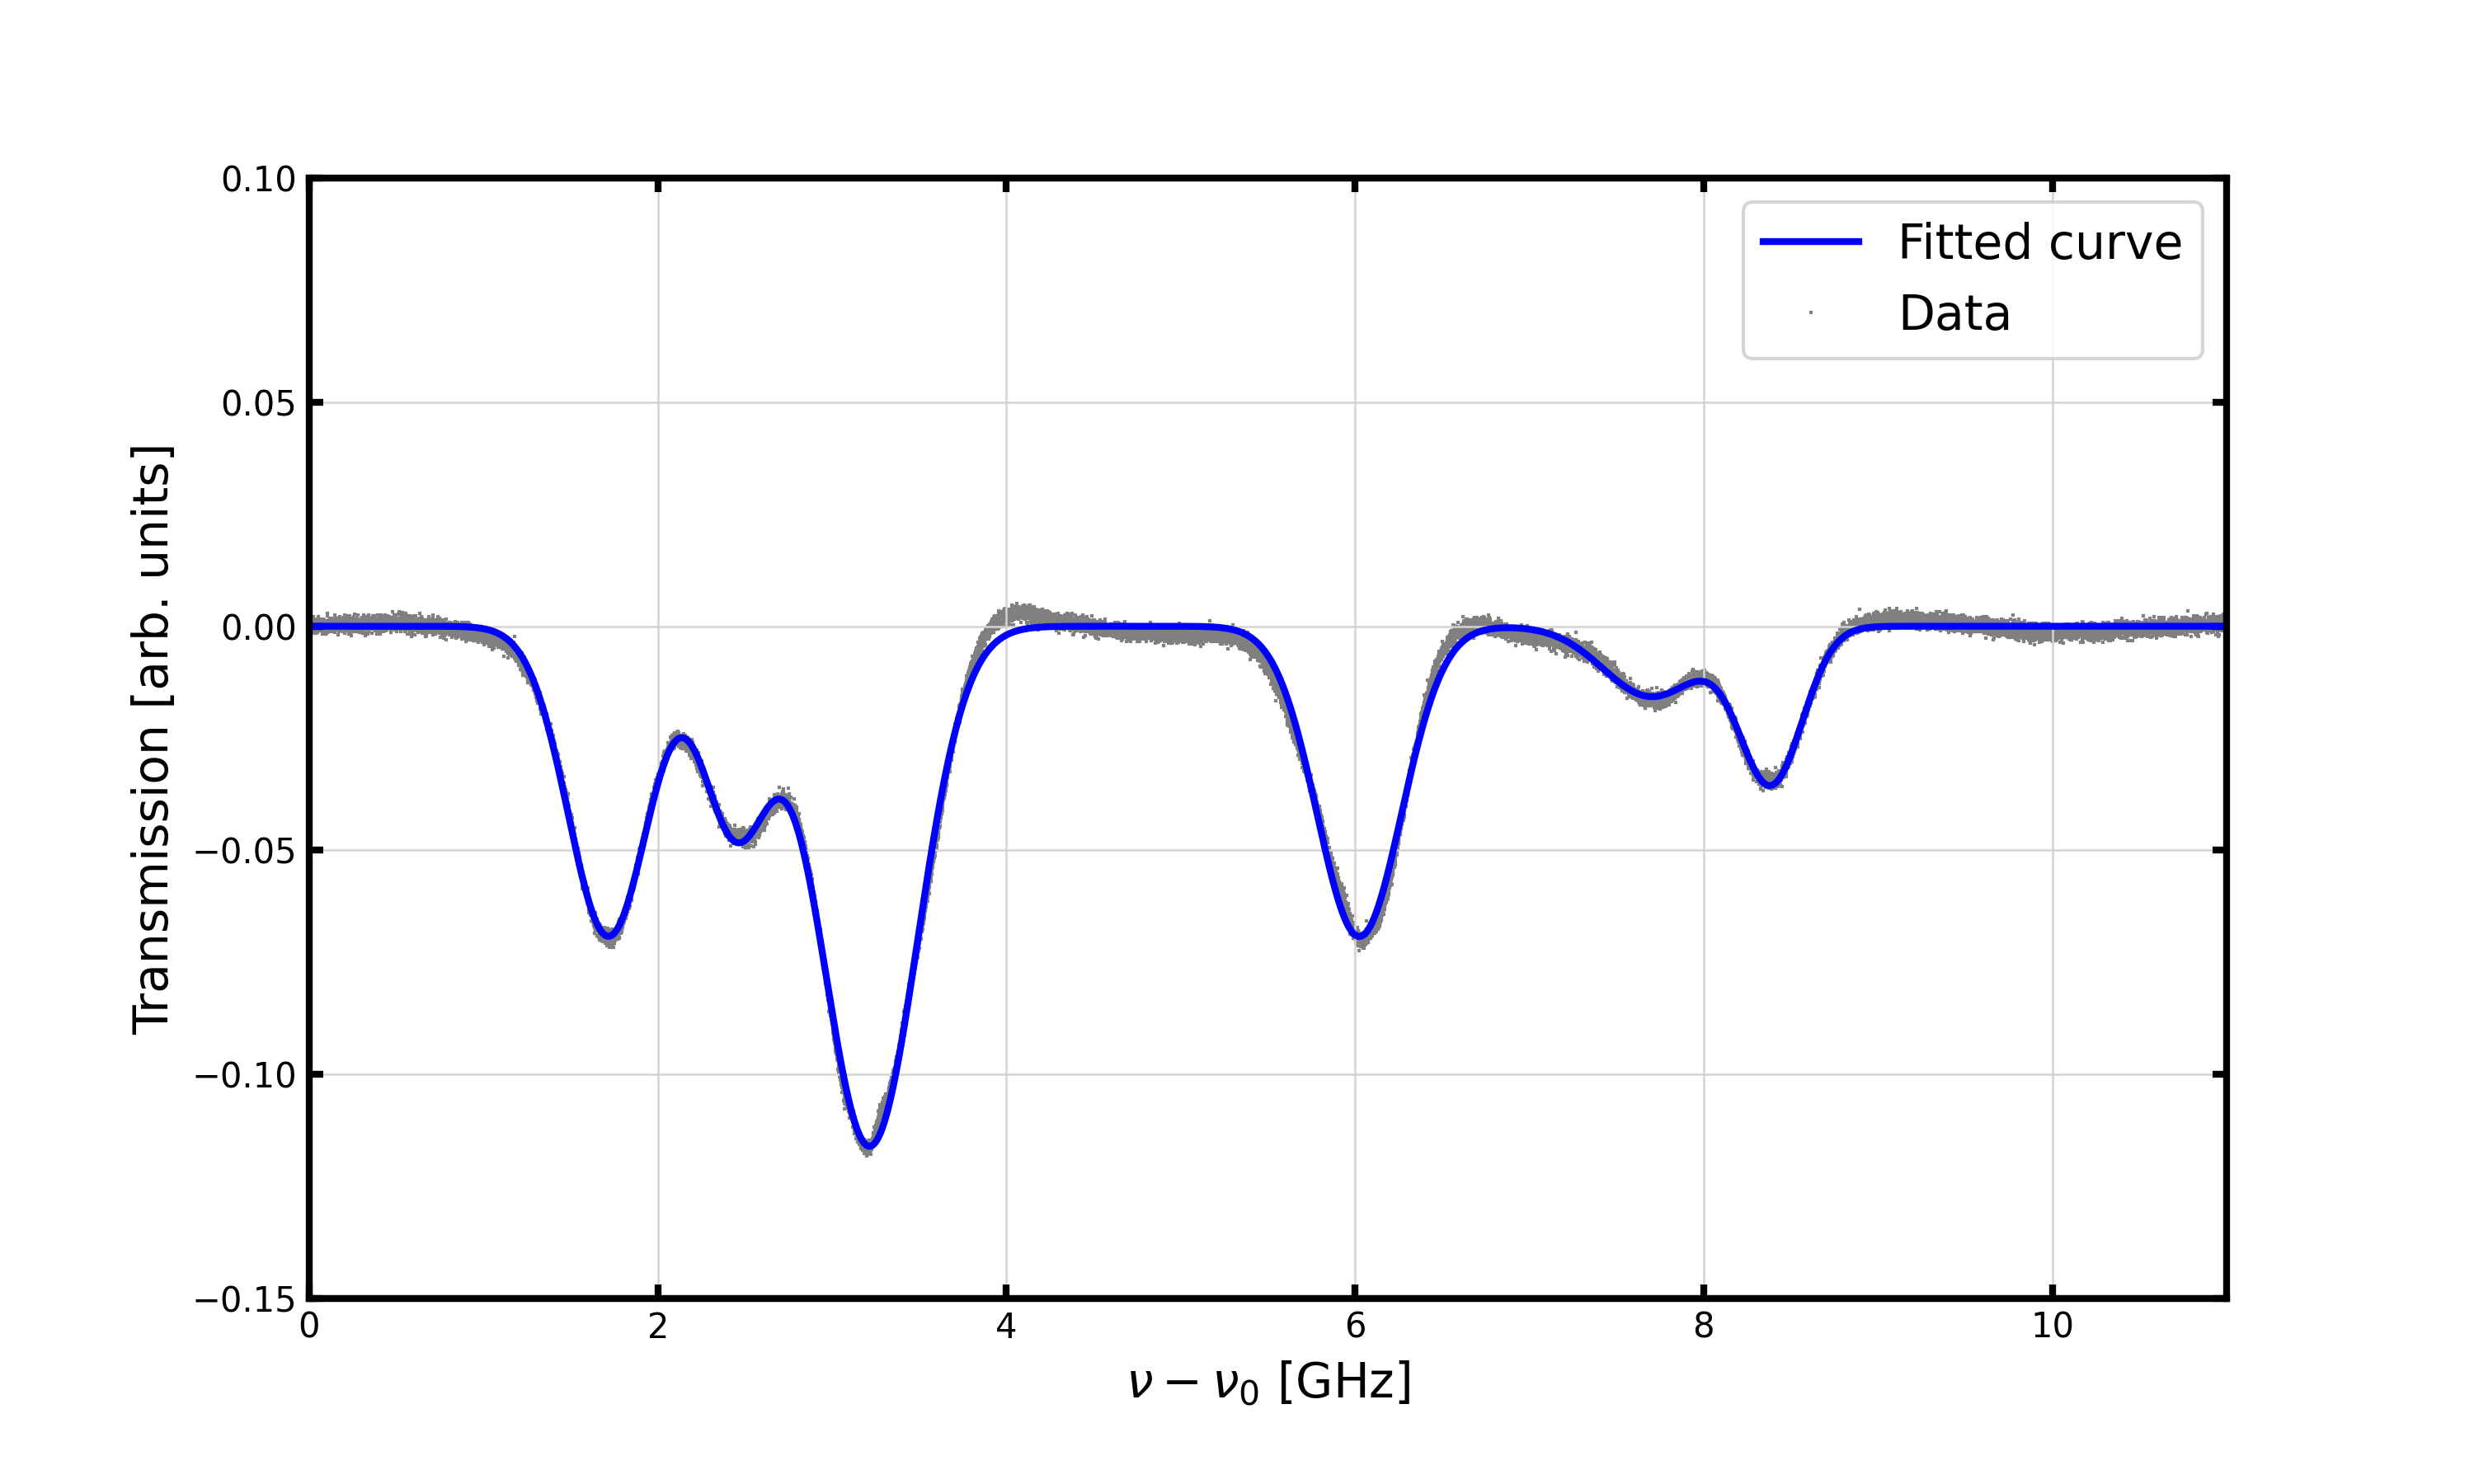 0.10
0.05
0.00
−0.05
−0.10
−0.15
Transmission [arb. units]
Fitted curve
Data
0 2 4 6 8 10
ν − ν₀ [GHz]